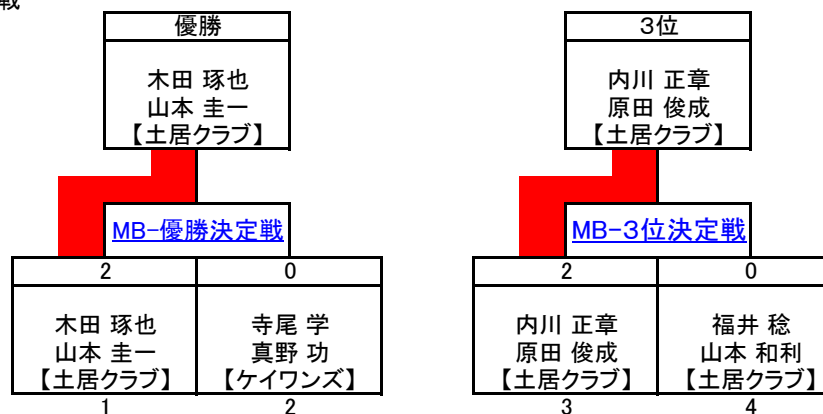 戦
優勝
木田 琢也
山本 圭一
【土居クラブ】
MB-優勝決定戦
2
0
木田 琢也
山本 圭一
【土居クラブ】
寺尾 学
真野 功
【ケイワンズ】
1
2
3位
内川 正章
原田 俊成
【土居クラブ】
MB-3位決定戦
2
0
内川 正章
原田 俊成
【土居クラブ】
福井 稔
山本 和利
【土居クラブ】
3
4